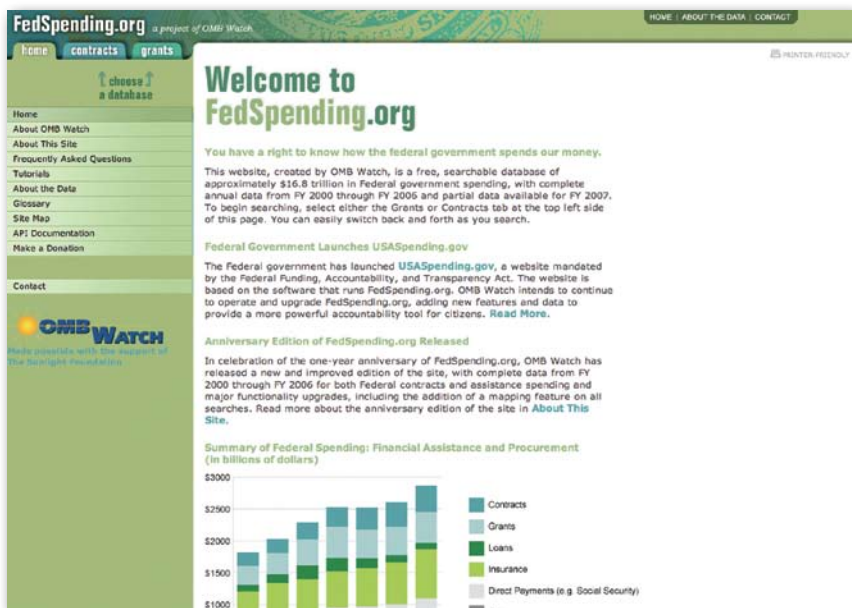 FedSpending.org a project of OMB Watch
HOME | ABOUT THE DATA | CONTACT
home contracts grants
PRINTER-FRIENDLY
choose
a database
Home
About OMB Watch
About This Site
Frequently Asked Questions
Tutorials
About the Data
Glossary
Site Map
API Documentation
Make a Donation
Contact
OMB WATCH
Made possible with the support of
The Sunlight Foundation
Welcome to
FedSpending.org
You have a right to know how the federal government spends our money.
This website, created by OMB Watch, is a free, searchable database of
approximately $16.8 trillion in Federal government spending, with complete
annual data from FY 2000 through FY 2006 and partial data available for FY 2007.
To begin searching, select either the Grants or Contracts tab at the top left side
of this page. You can easily switch back and forth as you search.
Federal Government Launches USASpending.gov
The Federal government has launched USASpending.gov, a website mandated
by the Federal Funding, Accountability, and Transparency Act. The website is
based on the software that runs FedSpending.org. OMB Watch intends to continue
to operate and upgrade FedSpending.org, adding new features and data to
provide a more powerful accountability tool for citizens. Read More.
Anniversary Edition of FedSpending.org Released
In celebration of the one-year anniversary of FedSpending.org, OMB Watch has
released a new and improved edition of the site, with complete data from FY
2000 through FY 2006 for both Federal contracts and assistance spending and
major functionality upgrades, including the addition of a mapping feature on all
searches. Read more about the anniversary edition of the site in About This
Site.
Summary of Federal Spending: Financial Assistance and Procurement
(in billions of dollars)
$3000
$2500
$2000
$1500
$1000
Contracts
Grants
Loans
Insurance
Direct Payments (e.g. Social Security)